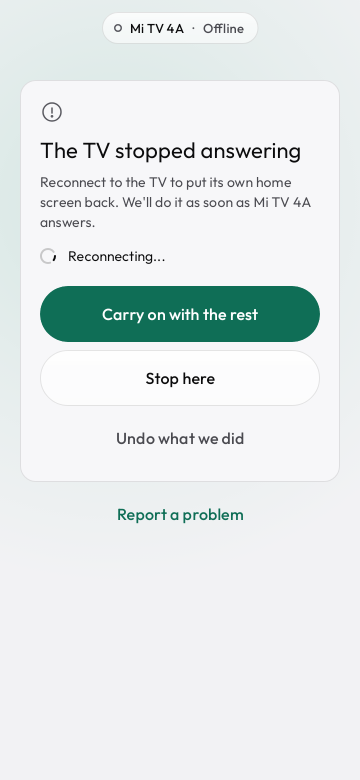 Mi TV 4A · Offline
The TV stopped answering
Reconnect to the TV to put its own home
screen back. We'll do it as soon as Mi TV 4A
answers.
Reconnecting...
Carry on with the rest
Stop here
Undo what we did
Report a problem